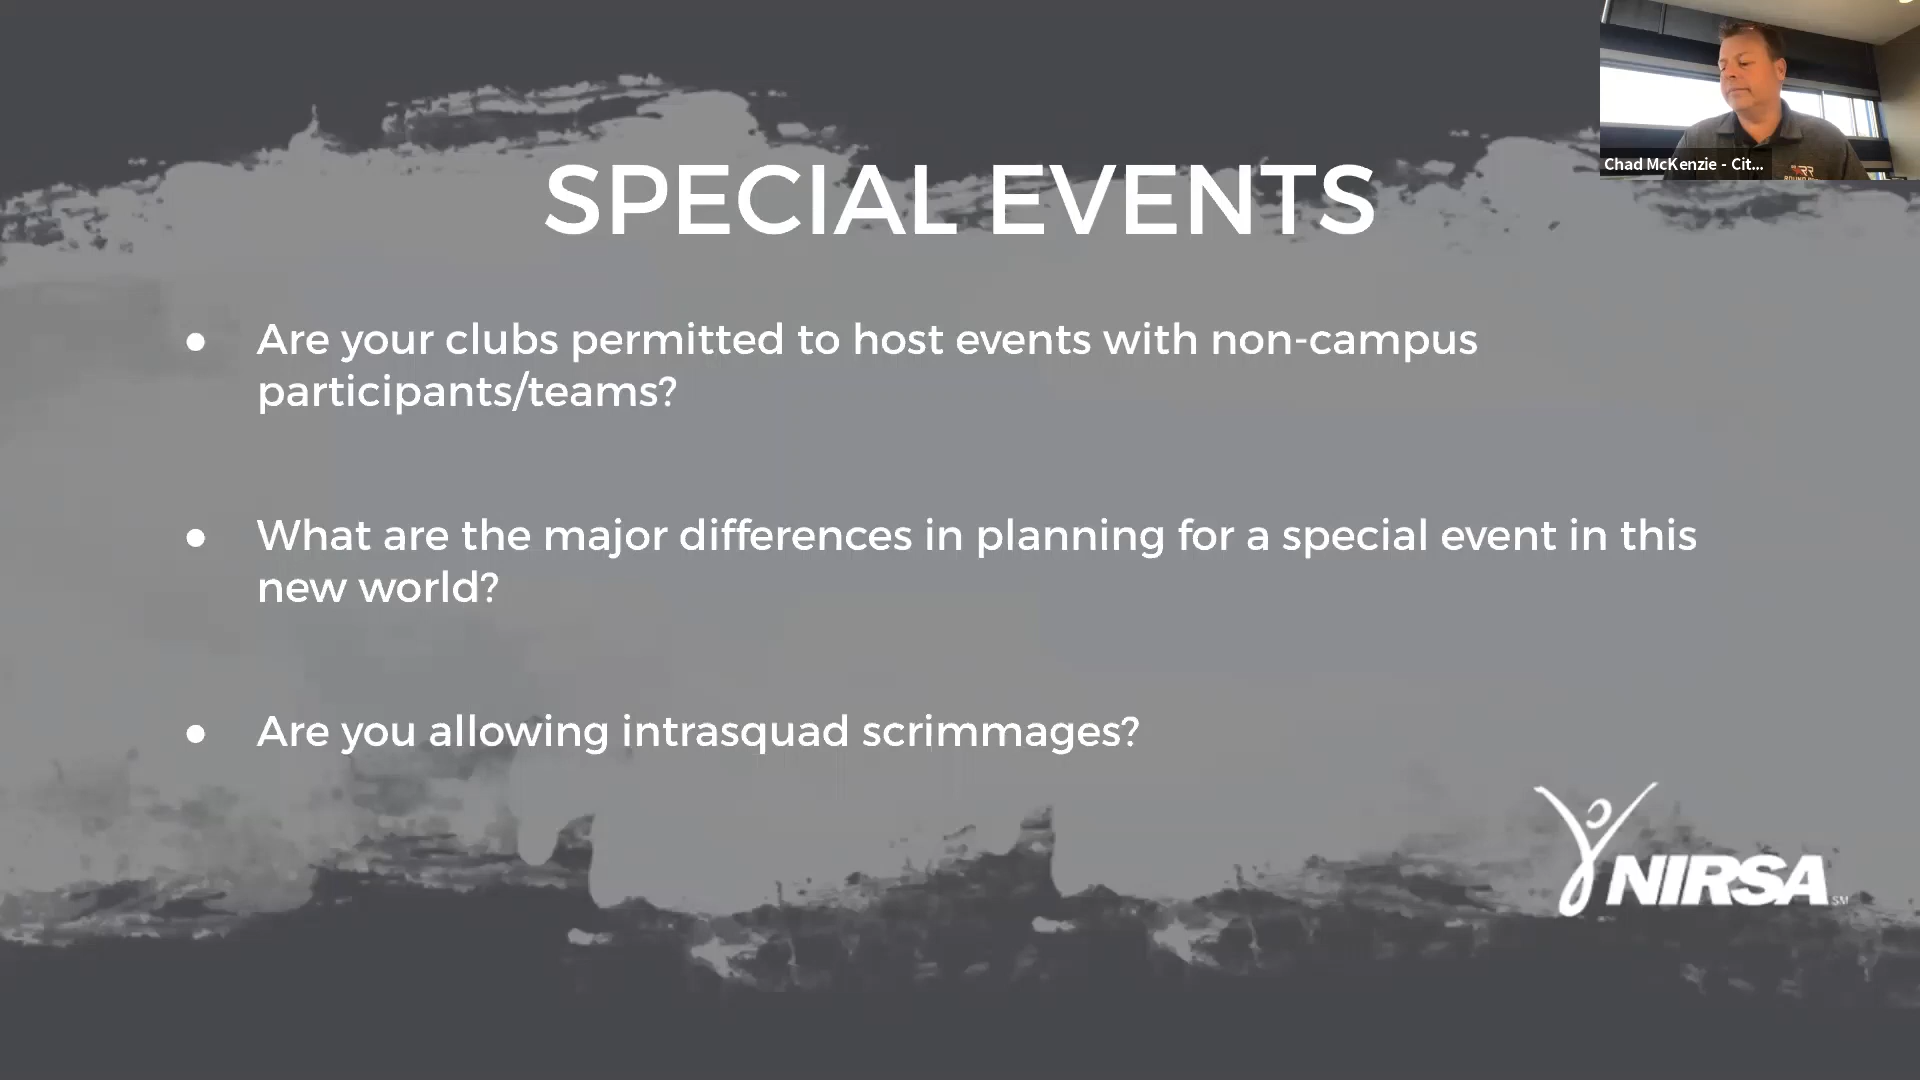 Chad McKenzie - Cit...
SPECIAL EVENTS
● Are your clubs permitted to host events with non-campus
participants/teams?
● What are the major differences in planning for a special event in this
new world?
● Are you allowing intrasquad scrimmages?
NIRSA
SM